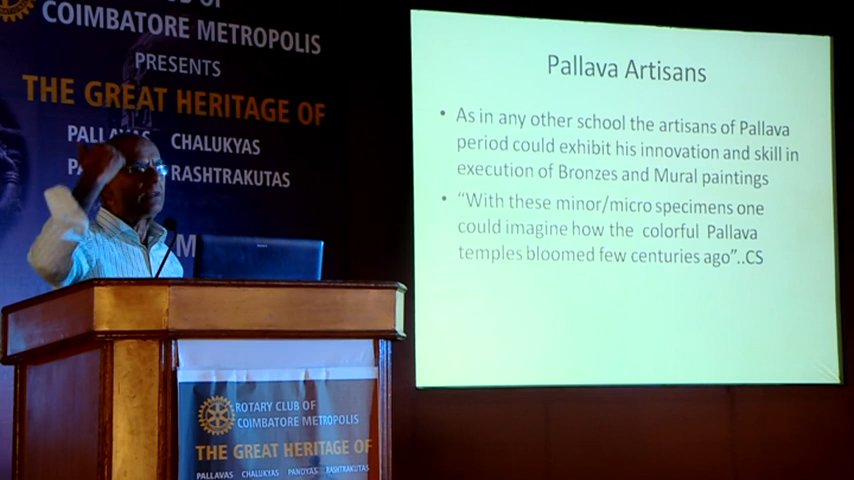 COIMBATORE METROPOLIS
PRESENTS
THE GREAT HERITAGE OF
PALLAVAS CHALUKYAS
RASHTRAKUTAS
Pallava Artisans
• As in any other school the artisans of Pallava
period could exhibit his innovation and skill in
execution of Bronzes and Mural paintings
• "With these minor/micro specimens one
could imagine how the colorful Pallava
temples bloomed few centuries ago"..CS
ROTARY CLUB OF
COIMBATORE METROPOLIS
THE GREAT HERITAGE OF
PALLAVAS CHALUKYAS PANDYAS RASHTRAKUTAS